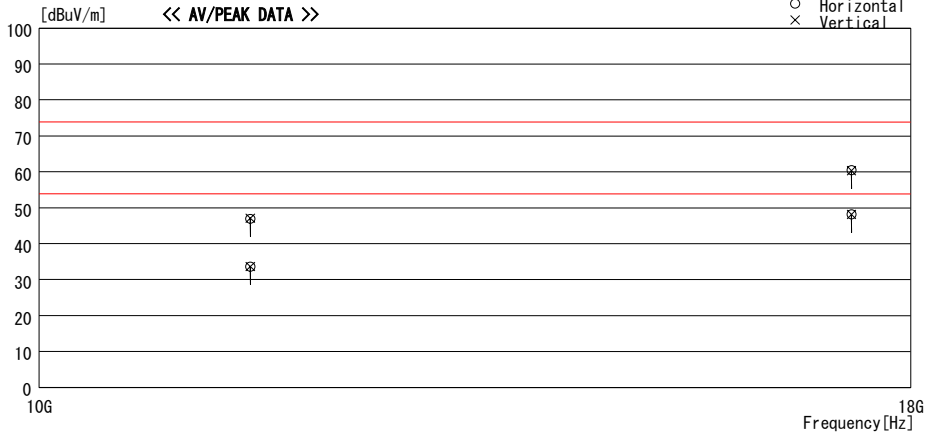 [dBuV/m] << AV/PEAK DATA >>
○ Horizontal
× Vertical
100
90
80
70
60
50
40
30
20
10
0
10G 18G
Frequency[Hz]